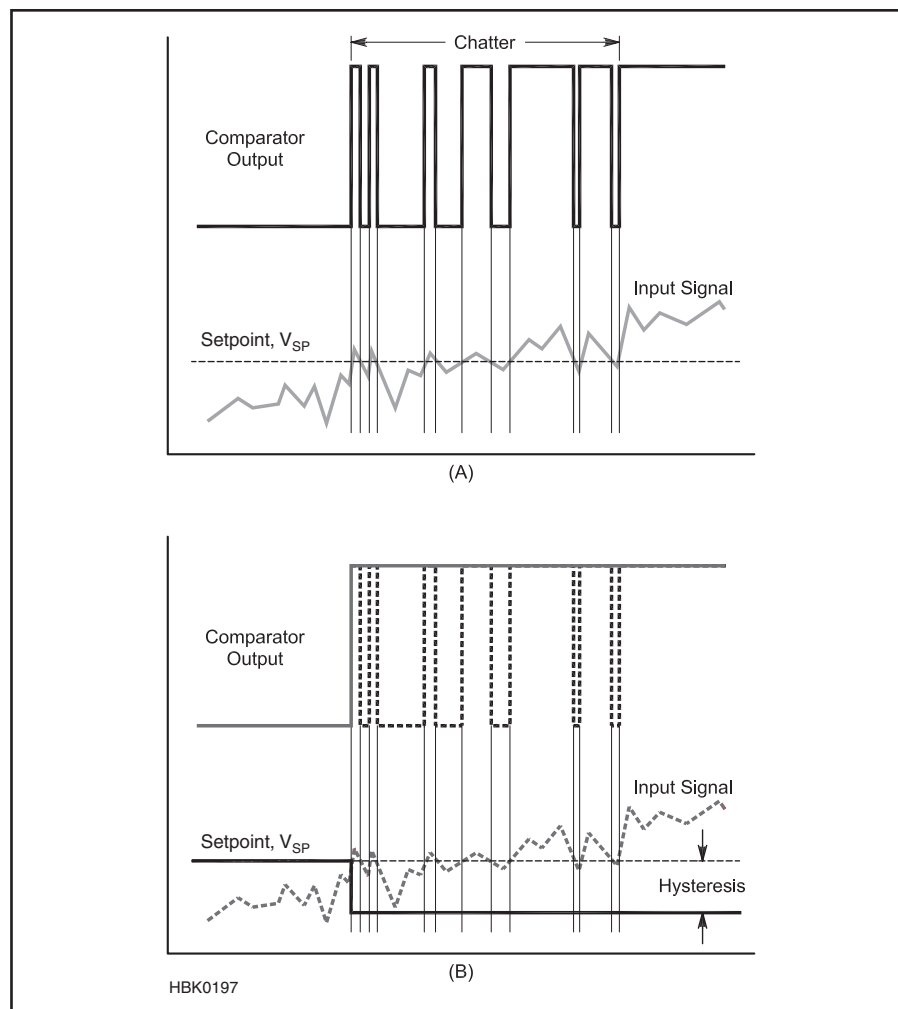 Chatter
Comparator
Output
Input Signal
Setpoint, V_SP
(A)
Comparator
Output
Input Signal
Setpoint, V_SP
Hysteresis
(B)
HBK0197